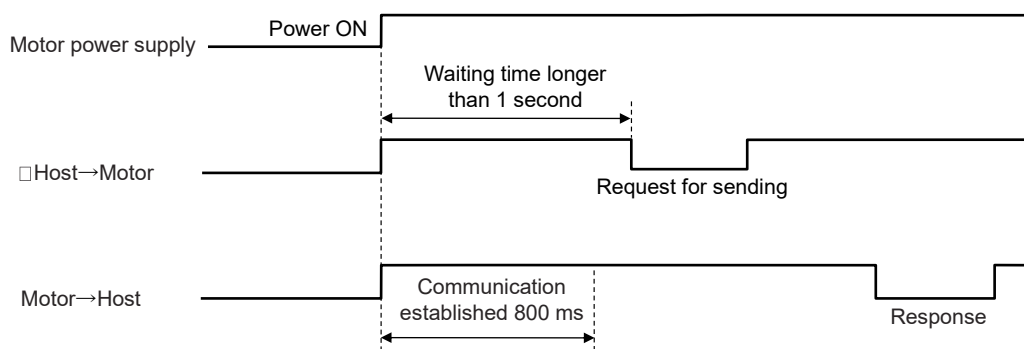 Power ON
Motor power supply
Waiting time longer
than 1 second
□Host→Motor
Request for sending
Communication
established 800 ms
Motor→Host
Response